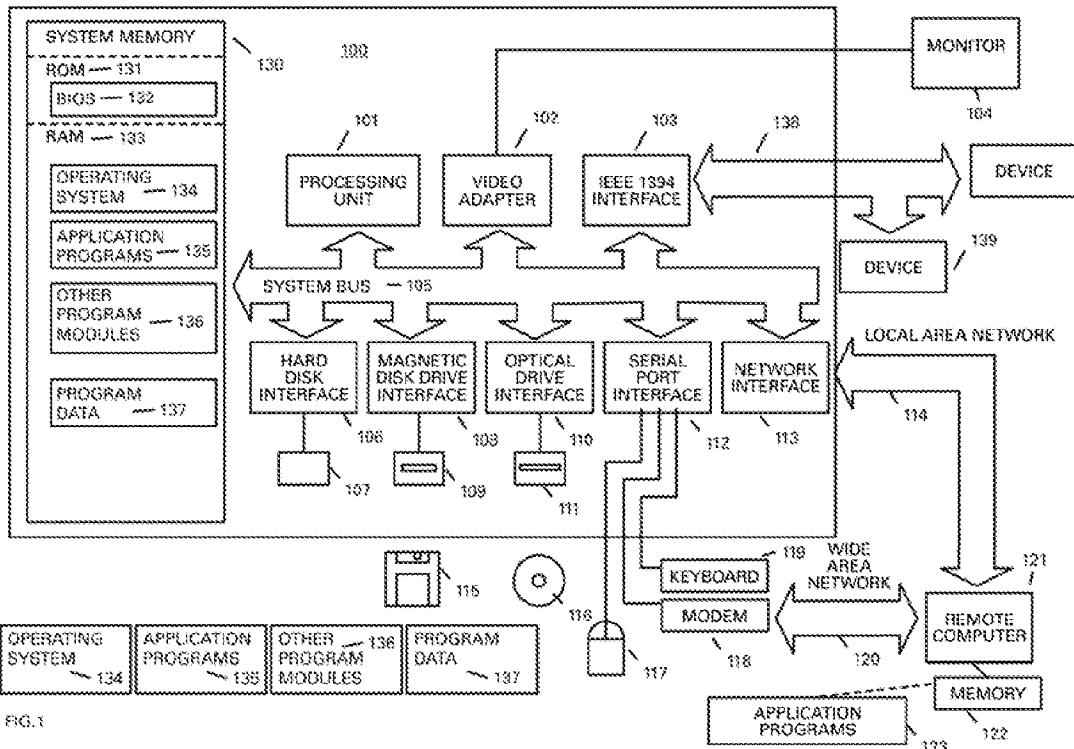 SYSTEM MEMORY
130
100
ROM 131
BIOS 132
RAM 133
OPERATING
SYSTEM 134
APPLICATION
PROGRAMS 135
OTHER
PROGRAM
MODULES 136
PROGRAM
DATA 137
101
PROCESSING
UNIT
102
VIDEO
ADAPTER
103
IEEE 1394
INTERFACE
138
MONITOR
104
DEVICE
DEVICE
139
SYSTEM BUS 105
HARD
DISK
INTERFACE
106
107
MAGNETIC
DISK DRIVE
INTERFACE
108
109
OPTICAL
DRIVE
INTERFACE
110
111
SERIAL
PORT
INTERFACE
112
NETWORK
INTERFACE
113
LOCAL AREA NETWORK
114
115
116
117
119
KEYBOARD
MODEM
118
WIDE
AREA
NETWORK
120
121
REMOTE
COMPUTER
MEMORY
122
APPLICATION
PROGRAMS
123
OPERATING
SYSTEM
134
APPLICATION
PROGRAMS
135
OTHER 136
PROGRAM
MODULES
PROGRAM
DATA
137
FIG.1